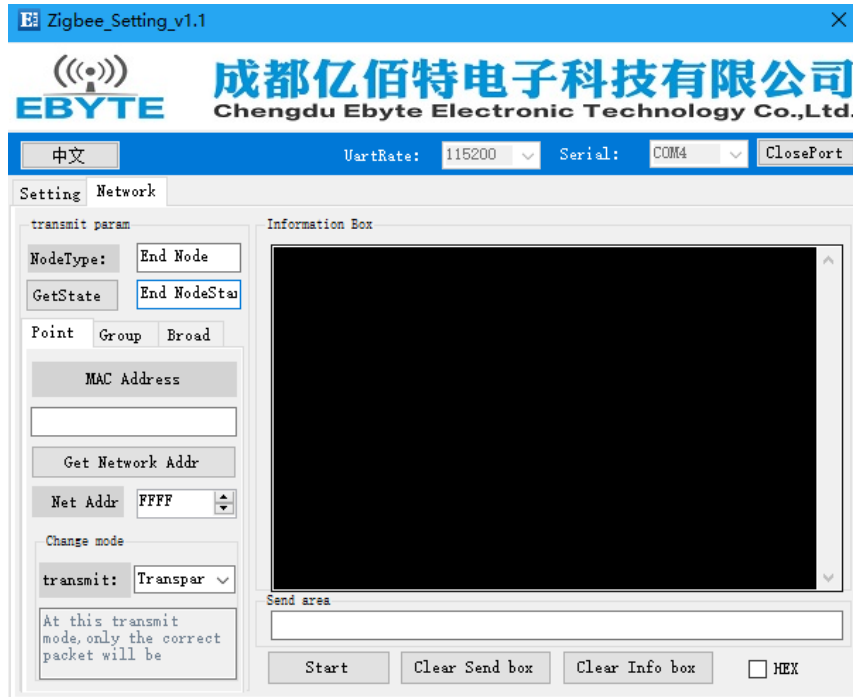 Zigbee_Setting_v1.1
EBYTE
成都亿佰特电子科技有限公司
Chengdu Ebyte Electronic Technology Co.,Ltd.
中文
UartRate:
115200
Serial:
COM4
ClosePort
Setting
Network
transmit param
NodeType:
End Node
GetState
End NodeSta
Point
Group
Broad
MAC Address
Get Network Addr
Net Addr
FFFF
Change mode
transmit:
Transpar
At this transmit
mode,only the correct
packet will be
Information Box
Send area
Start
Clear Send box
Clear Info box
HEX